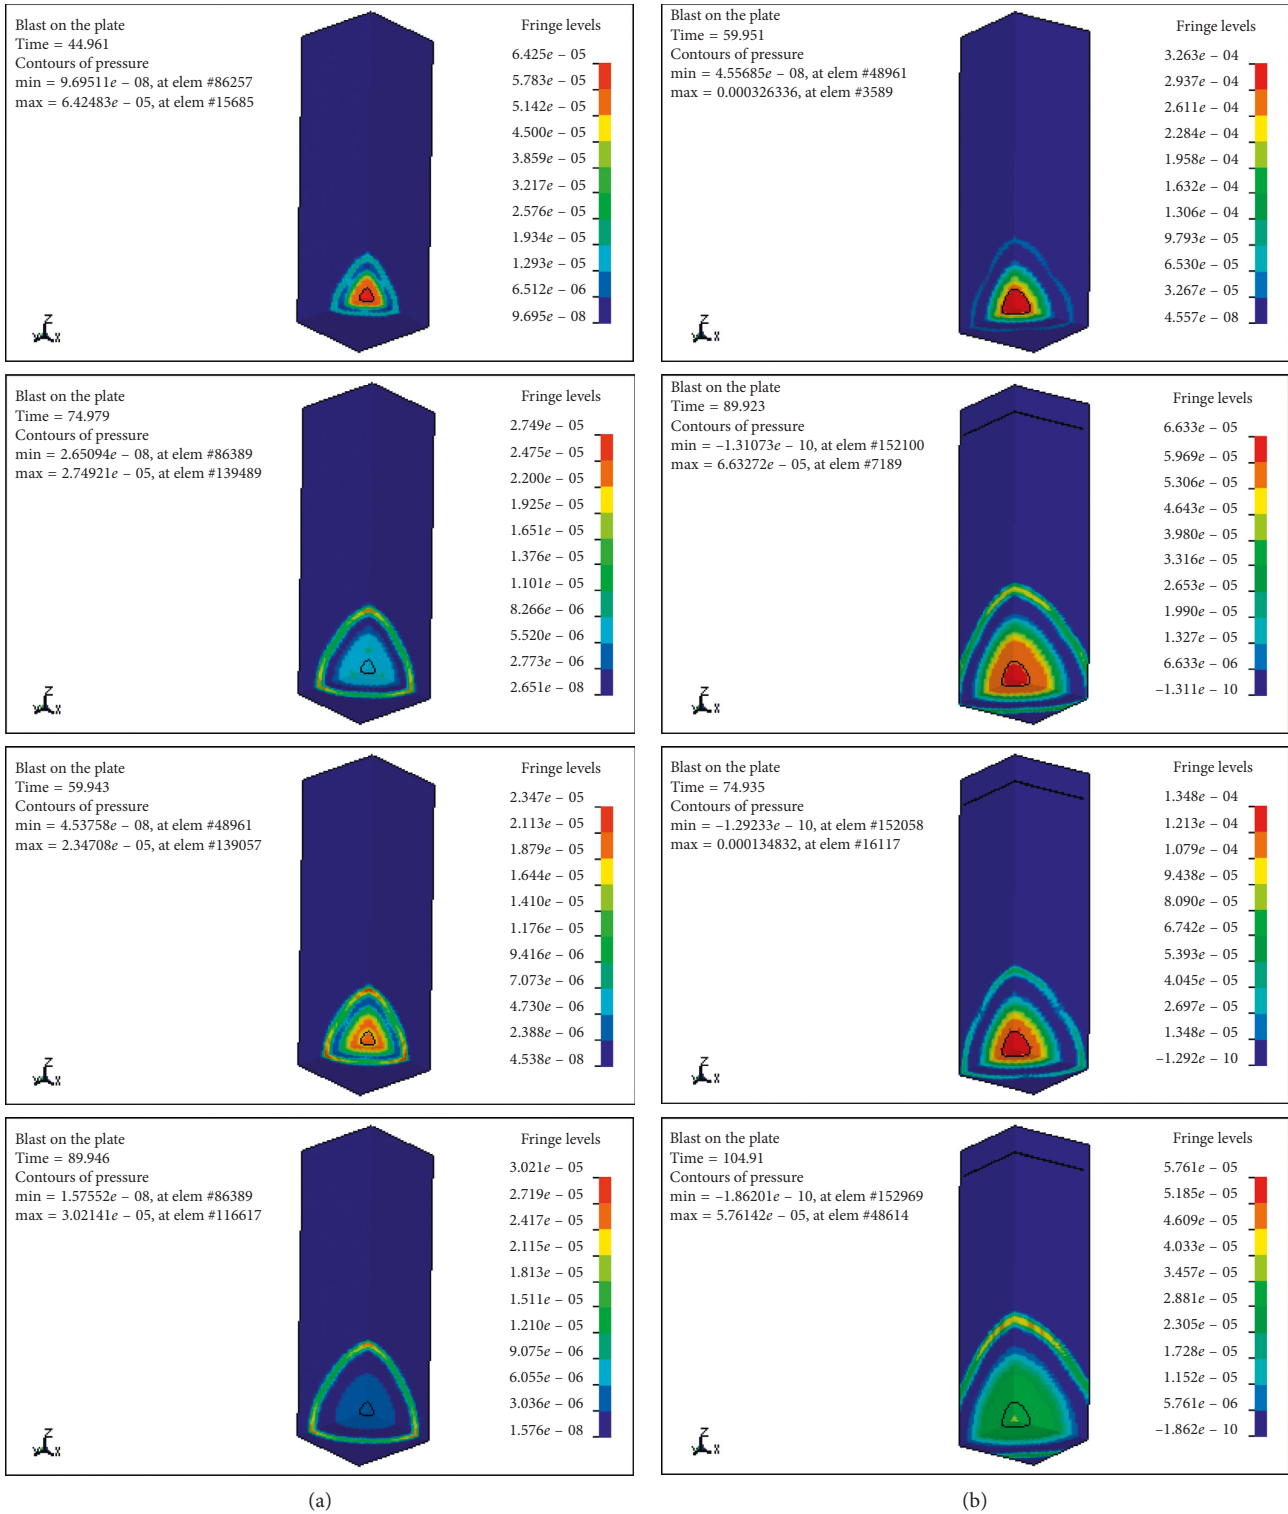 Blast on the plate
Time = 44.961
Contours of pressure
min = 9.69511e – 08, at elem #86257
max = 6.42483e – 05, at elem #15685
Fringe levels
6.425e – 05
5.783e – 05
5.142e – 05
4.500e – 05
3.859e – 05
3.217e – 05
2.576e – 05
1.934e – 05
1.293e – 05
6.512e – 06
9.695e – 08
Z
Y X
Blast on the plate
Time = 74.979
Contours of pressure
min = 2.65094e – 08, at elem #86389
max = 2.74921e – 05, at elem #139489
Fringe levels
2.749e – 05
2.475e – 05
2.200e – 05
1.925e – 05
1.651e – 05
1.376e – 05
1.101e – 05
8.266e – 06
5.520e – 06
2.773e – 06
2.651e – 08
Z
Y X
Blast on the plate
Time = 59.943
Contours of pressure
min = 4.53758e – 08, at elem #48961
max = 2.34708e – 05, at elem #139057
Fringe levels
2.347e – 05
2.113e – 05
1.879e – 05
1.644e – 05
1.410e – 05
1.176e – 05
9.416e – 06
7.073e – 06
4.730e – 06
2.388e – 06
4.538e – 08
Z
Y X
Blast on the plate
Time = 89.946
Contours of pressure
min = 1.57552e – 08, at elem #86389
max = 3.02141e – 05, at elem #116617
Fringe levels
3.021e – 05
2.719e – 05
2.417e – 05
2.115e – 05
1.813e – 05
1.511e – 05
1.210e – 05
9.075e – 06
6.055e – 06
3.036e – 06
1.576e – 08
Z
Y X
(a)
Blast on the plate
Time = 59.951
Contours of pressure
min = 4.55685e – 08, at elem #48961
max = 0.000326336, at elem #3589
Fringe levels
3.263e – 04
2.937e – 04
2.611e – 04
2.284e – 04
1.958e – 04
1.632e – 04
1.306e – 04
9.793e – 05
6.530e – 05
3.267e – 05
4.557e – 08
Z
Y X
Blast on the plate
Time = 89.923
Contours of pressure
min = –1.31073e – 10, at elem #152100
max = 6.63272e – 05, at elem #7189
Fringe levels
6.633e – 05
5.969e – 05
5.306e – 05
4.643e – 05
3.980e – 05
3.316e – 05
2.653e – 05
1.990e – 05
1.327e – 05
6.633e – 06
–1.311e – 10
Z
Y X
Blast on the plate
Time = 74.935
Contours of pressure
min = –1.29233e – 10, at elem #152058
max = 0.000134832, at elem #16117
Fringe levels
1.348e – 04
1.213e – 04
1.079e – 04
9.438e – 05
8.090e – 05
6.742e – 05
5.393e – 05
4.045e – 05
2.697e – 05
1.348e – 05
–1.292e – 10
Z
Y X
Blast on the plate
Time = 104.91
Contours of pressure
min = –1.86201e – 10, at elem #152969
max = 5.76142e – 05, at elem #48614
Fringe levels
5.761e – 05
5.185e – 05
4.609e – 05
4.033e – 05
3.457e – 05
2.881e – 05
2.305e – 05
1.728e – 05
1.152e – 05
5.761e – 06
–1.862e – 10
Z
Y X
(b)